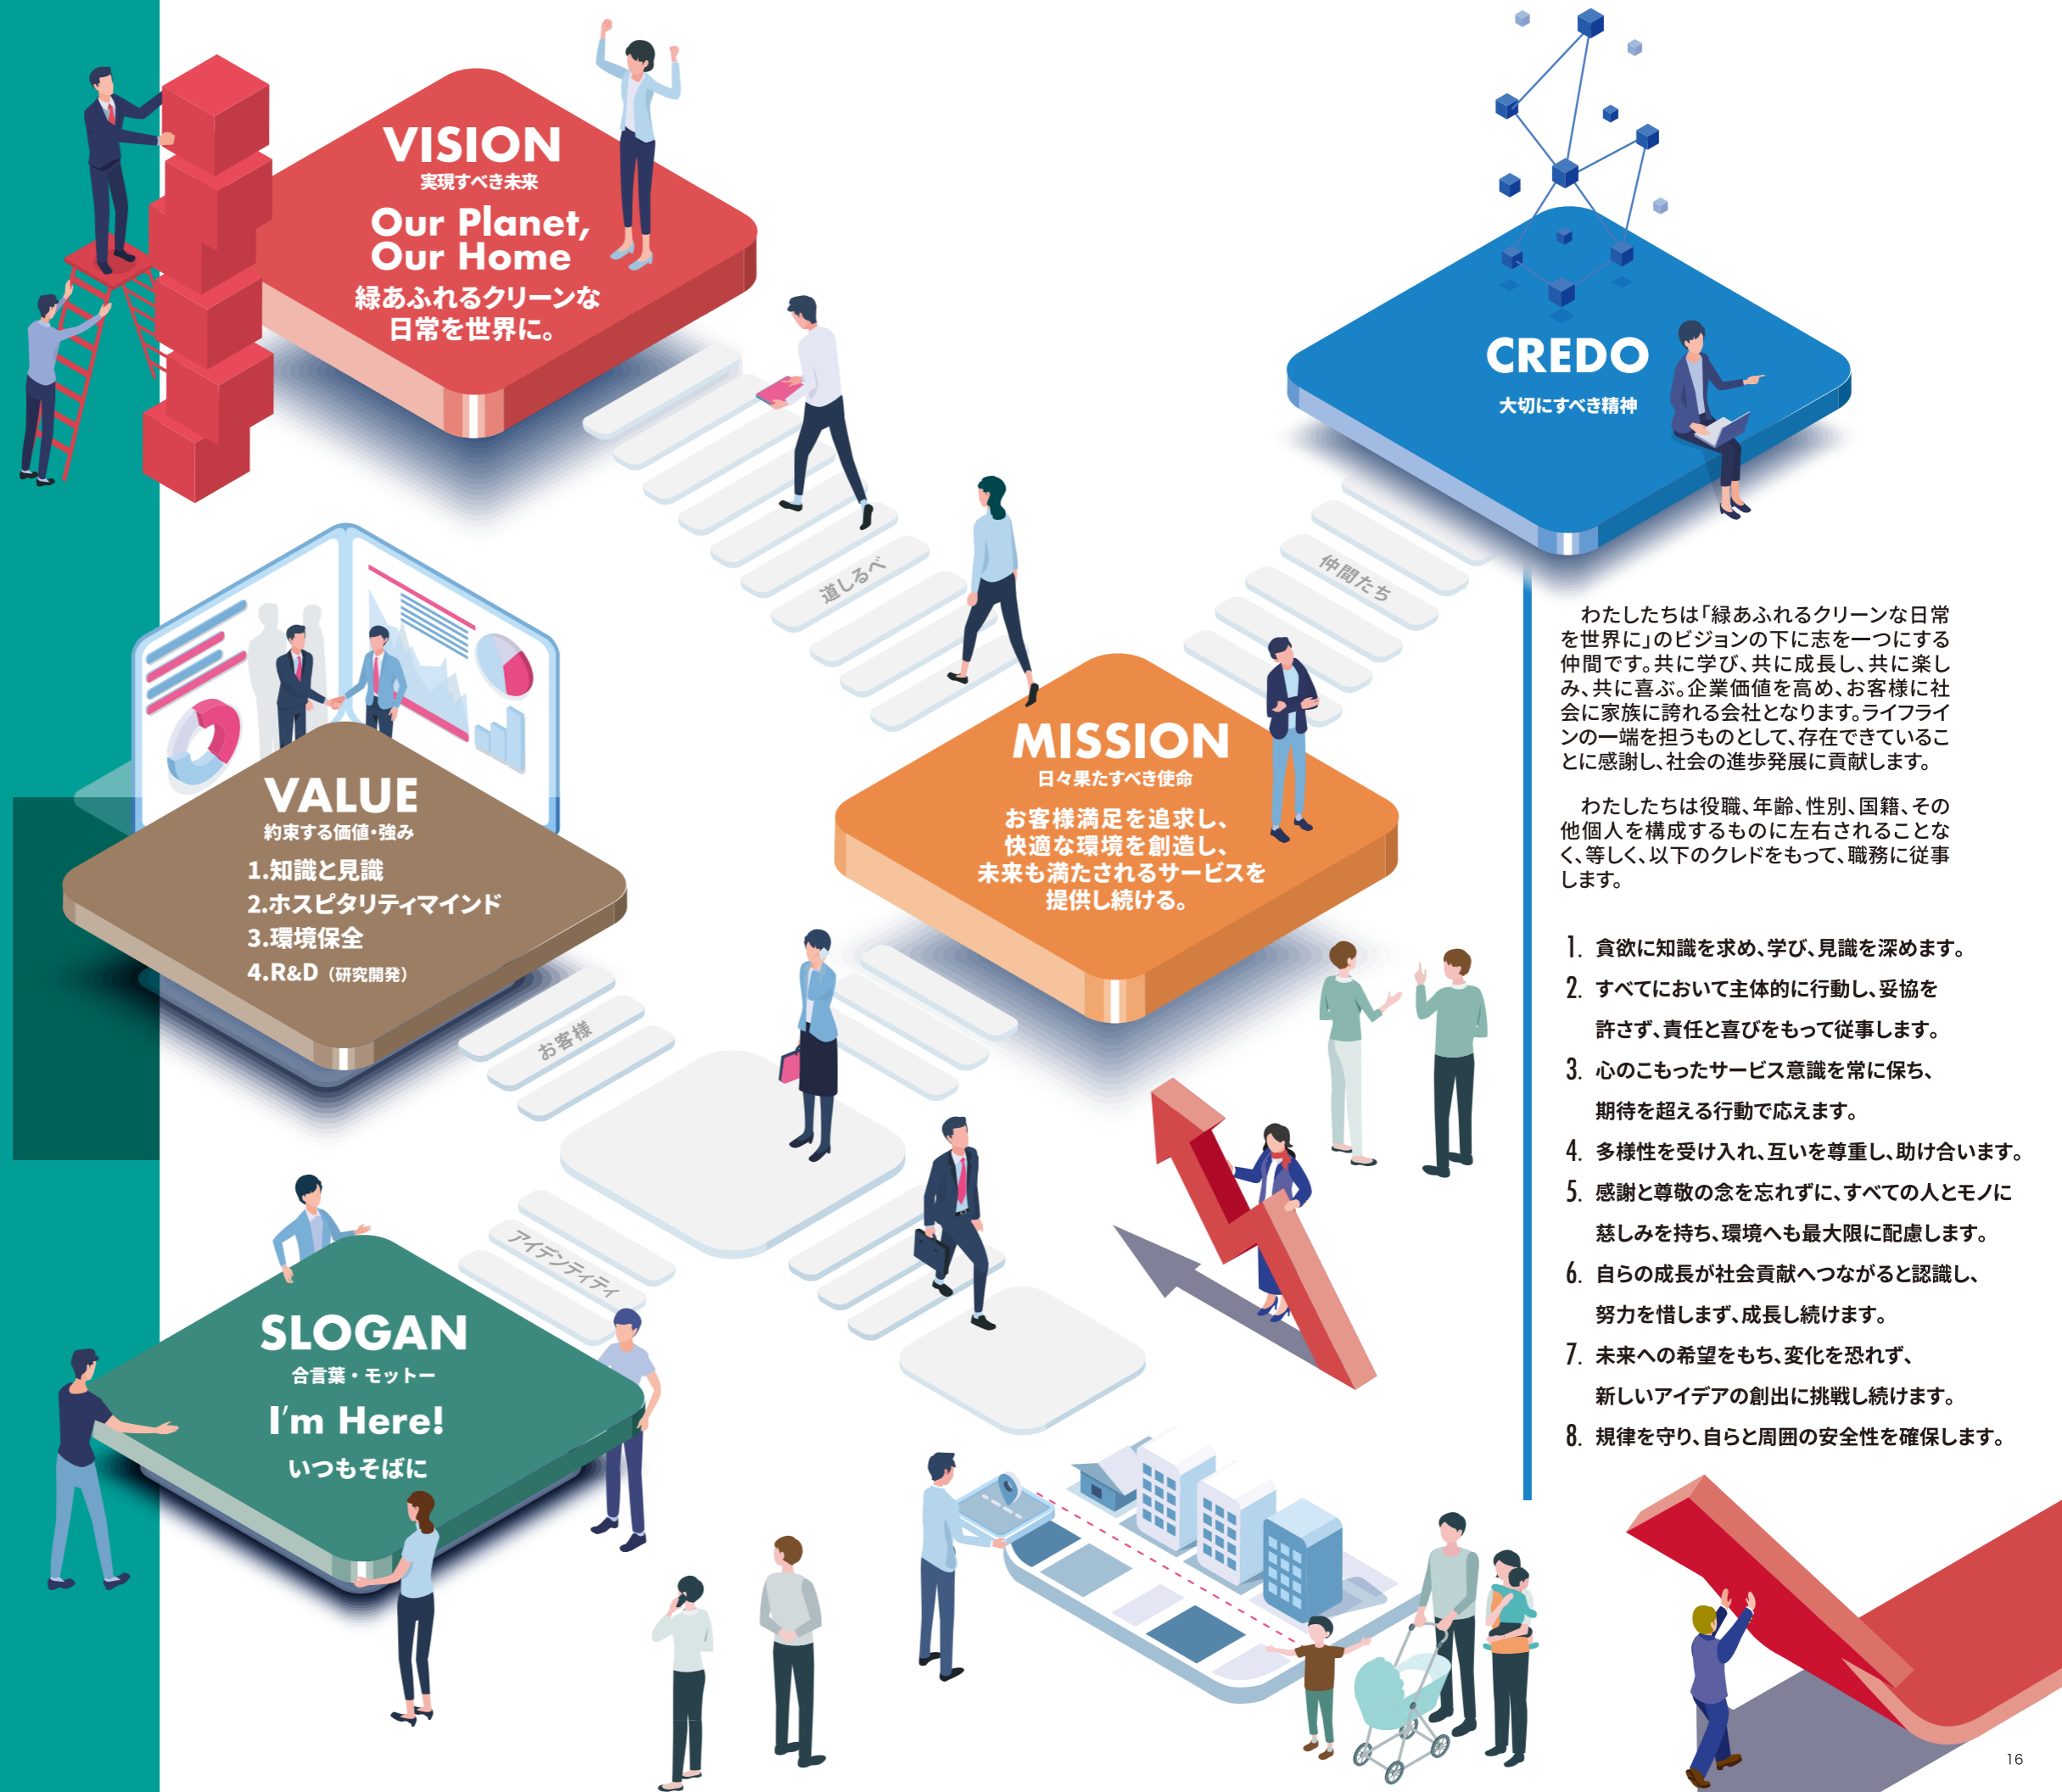 VISION
実現すべき未来
Our Planet,
Our Home
緑あふれるクリーンな
日常を世界に。
道しるべ
CREDO
大切にすべき精神
仲間たち
MISSION
日々果たすべき使命
お客様満足を追求し、
快適な環境を創造し、
未来も満たされるサービスを
提供し続ける。
VALUE
約束する価値・強み
1.知識と見識
2.ホスピタリティマインド
3.環境保全
4.R&D（研究開発）
お客様
アイデンティティ
SLOGAN
合言葉・モットー
I'm Here!
いつもそばに
わたしたちは「緑あふれるクリーンな日常
を世界に」のビジョンの下に志を一つにする
仲間です。共に学び、共に成長し、共に楽し
み、共に喜ぶ。企業価値を高め、お客様に社
会に家族に誇れる会社となります。ライフライ
ンの一端を担うものとして、存在できているこ
とに感謝し、社会の進歩発展に貢献します。
わたしたちは役職、年齢、性別、国籍、その
他個人を構成するものに左右されることな
く、等しく、以下のクレドをもって、職務に従事
します。
1. 貪欲に知識を求め、学び、見識を深めます。
2. すべてにおいて主体的に行動し、妥協を
許さず、責任と喜びをもって従事します。
3. 心のこもったサービス意識を常に保ち、
期待を超える行動で応えます。
4. 多様性を受け入れ、互いを尊重し、助け合います。
5. 感謝と尊敬の念を忘れずに、すべての人とモノに
慈しみを持ち、環境へも最大限に配慮します。
6. 自らの成長が社会貢献へつながると認識し、
努力を惜しまず、成長し続けます。
7. 未来への希望をもち、変化を恐れず、
新しいアイデアの創出に挑戦し続けます。
8. 規律を守り、自らと周囲の安全性を確保します。
16